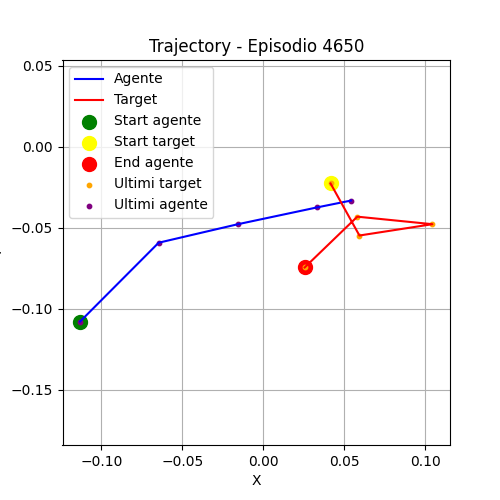 Trajectory - Episodio 4650
0.05
0.00
−0.05
−0.10
−0.15
Agente
Target
Start agente
Start target
End agente
Ultimi target
Ultimi agente
−0.10
−0.05
0.00
0.05
0.10
X